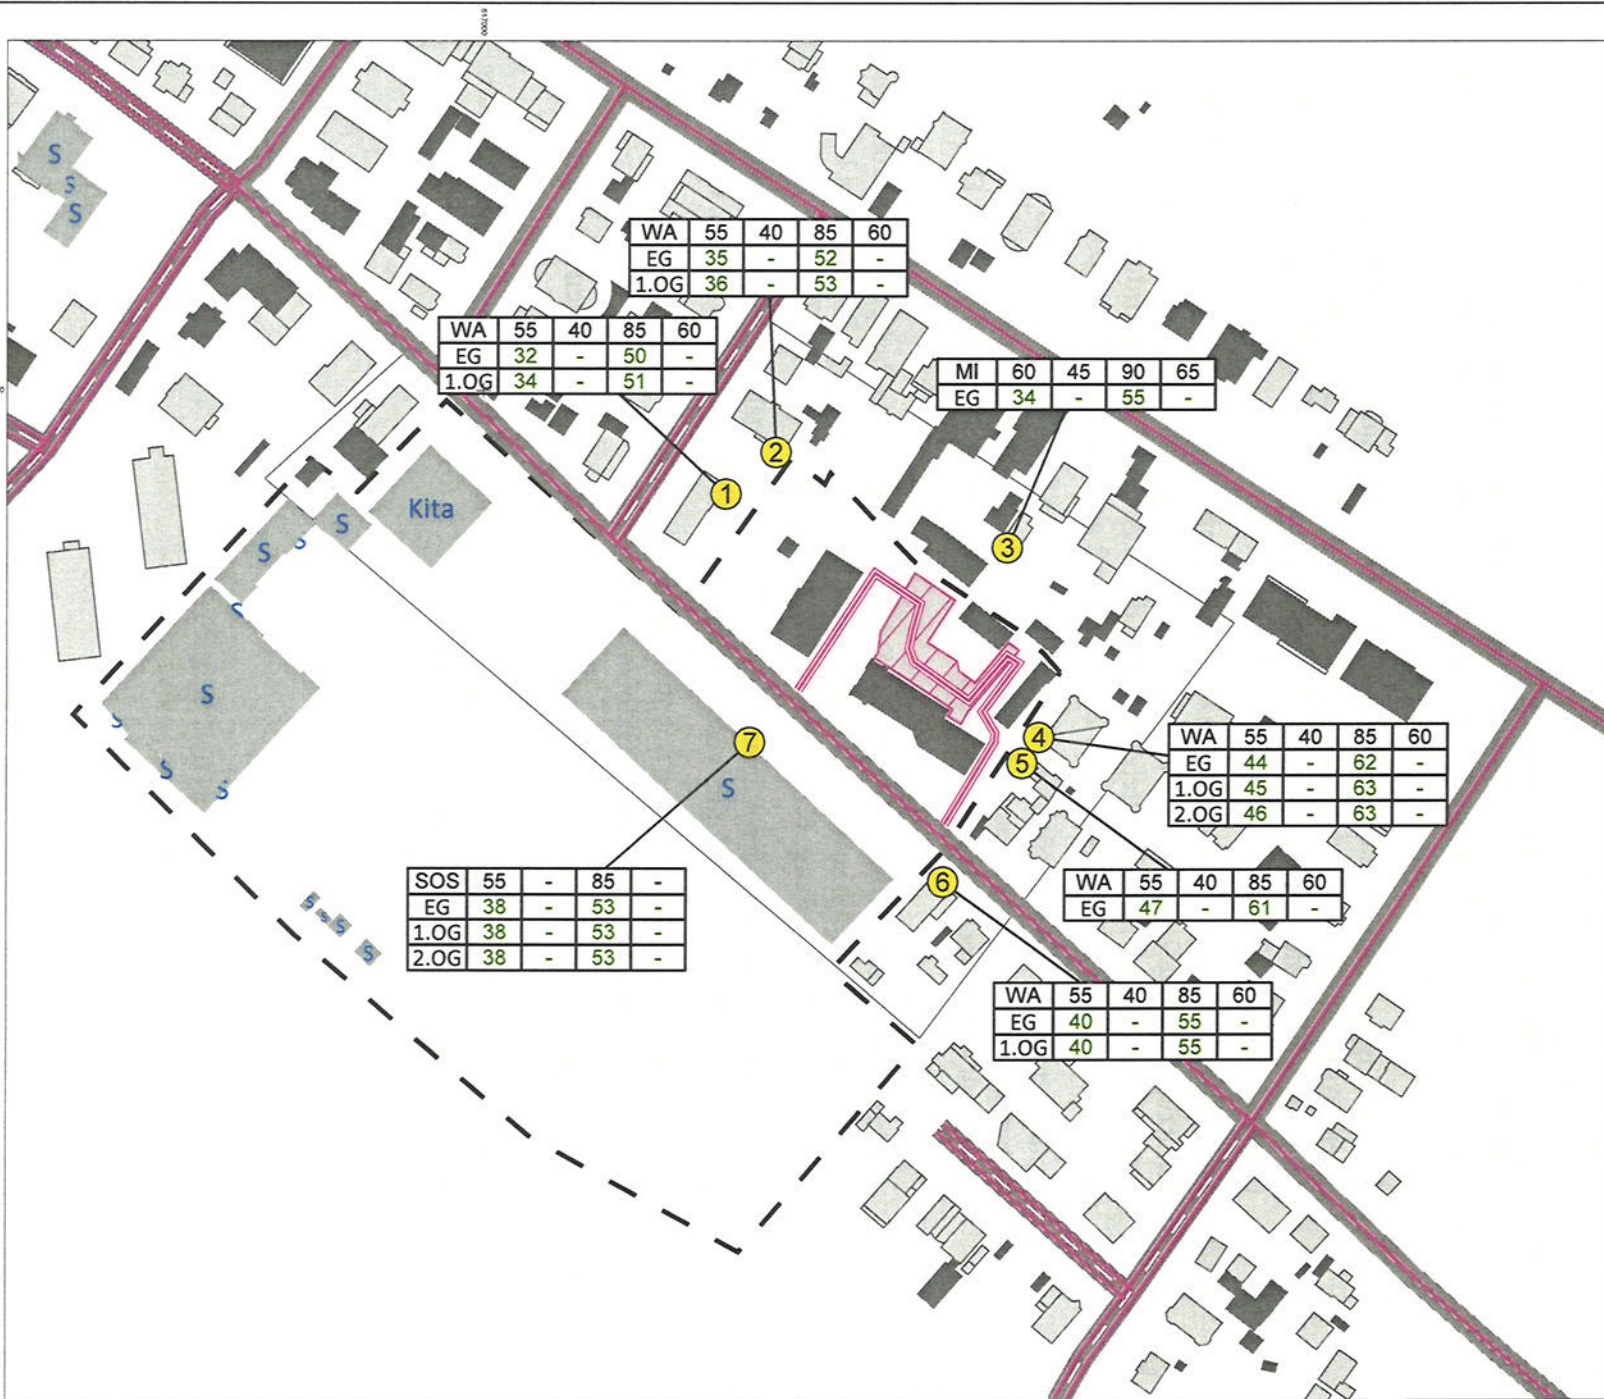 617000
S
S
S
WA 55 40 85 60
EG 35 - 52 -
1.OG 36 - 53 -
WA 55 40 85 60
EG 32 - 50 -
1.OG 34 - 51 -
MI 60 45 90 65
EG 34 - 55 -
2
1
Kita
S
S
S
3
S
S
S
S
S
S
4
5
7
S
WA 55 40 85 60
EG 44 - 62 -
1.OG 45 - 63 -
2.OG 46 - 63 -
SOS 55 - 85 -
EG 38 - 53 -
1.OG 38 - 53 -
2.OG 38 - 53 -
6
WA 55 40 85 60
EG 47 - 61 -
S
S
S
S
WA 55 40 85 60
EG 40 - 55 -
1.OG 40 - 55 -